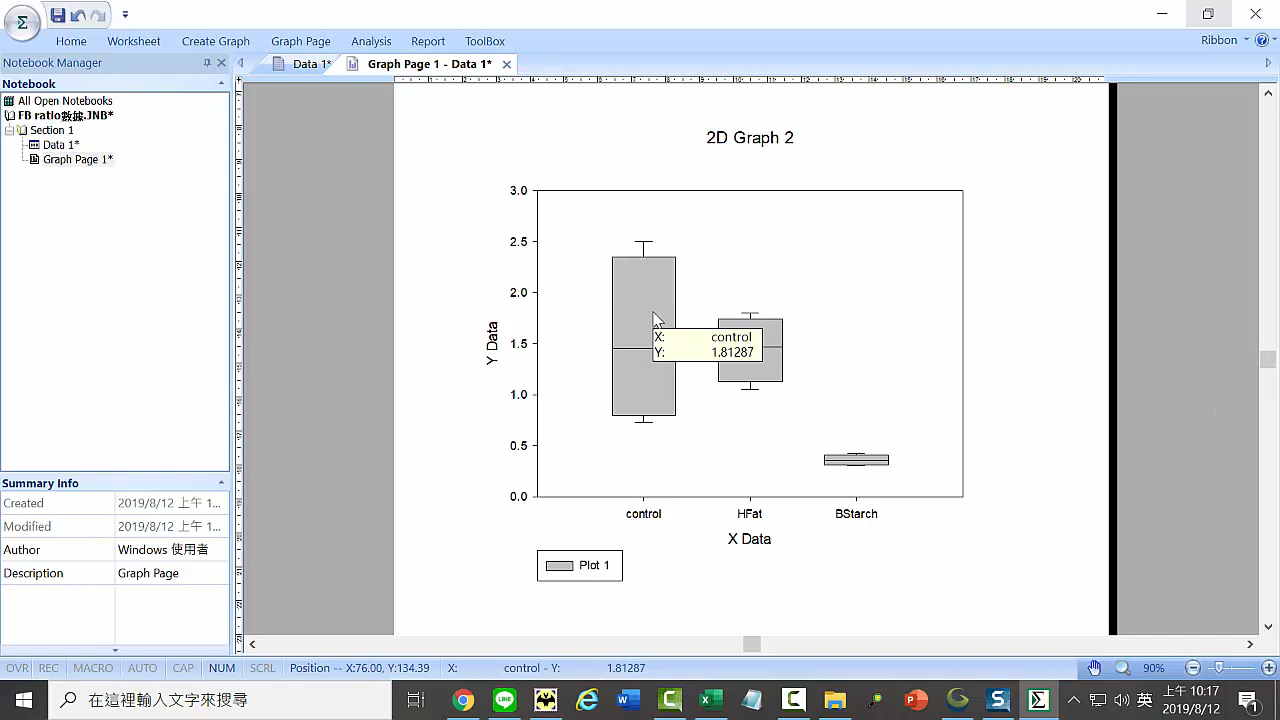 Home Worksheet Create Graph Graph Page Analysis Report ToolBox Ribbon
Notebook Manager
Data 1*
Graph Page 1 - Data 1*
Notebook
All Open Notebooks
FB ratio數據.JNB*
Section 1
Data 1*
Graph Page 1*
2D Graph 2
3.0
2.5
2.0
1.5
1.0
0.5
0.0
Y Data
X: control
Y: 1.81287
control HFat BStarch
X Data
Plot 1
Summary Info
Created 2019/8/12 上午 1...
Modified 2019/8/12 上午 1...
Author Windows 使用者
Description Graph Page
OVR REC MACRO AUTO CAP NUM SCRL Position -- X:76.00, Y:134.39 X: control - Y: 1.81287 90%
在這裡輸入文字來搜尋
英
上午 11:17
2019/8/12
1